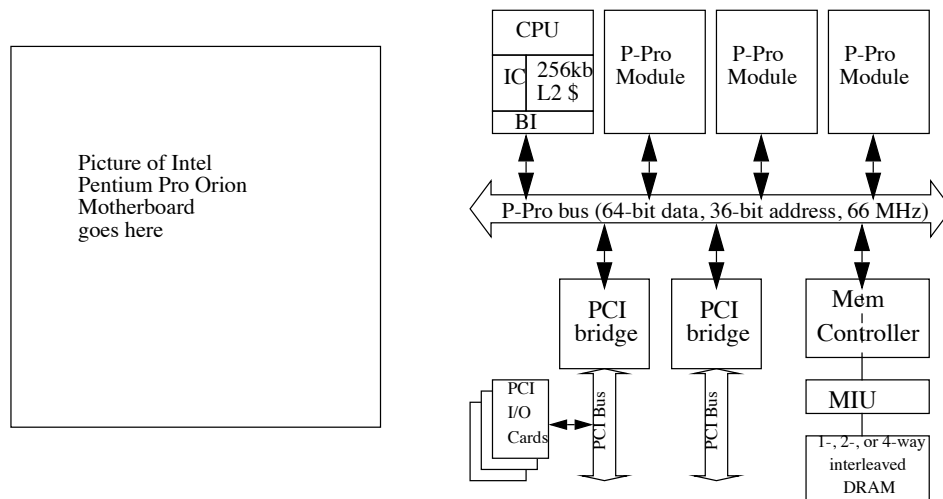 Picture of Intel
Pentium Pro Orion
Motherboard
goes here
CPU
IC
256kb
L2 $
BI
P-Pro
Module
P-Pro
Module
P-Pro
Module
P-Pro bus (64-bit data, 36-bit address, 66 MHz)
PCI
bridge
PCI
bridge
Mem
Controller
PCI
I/O
Cards
PCI Bus
PCI Bus
MIU
1-, 2-, or 4-way
interleaved
DRAM